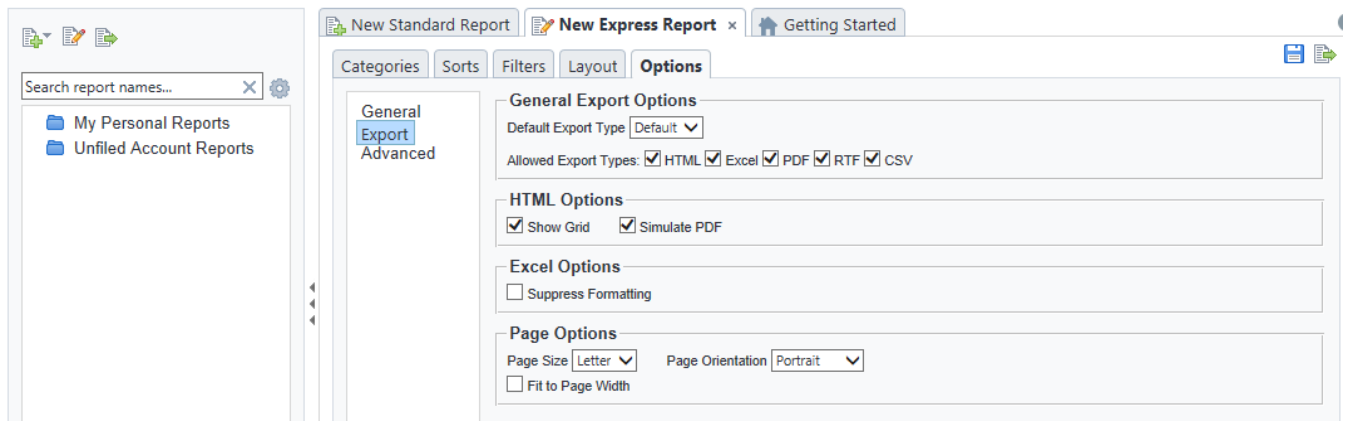 New Standard Report New Express Report × Getting Started
Search report names...
My Personal Reports
Unfiled Account Reports
Categories Sorts Filters Layout Options
General
Export
Advanced
General Export Options
Default Export Type Default
Allowed Export Types: HTML Excel PDF RTF CSV
HTML Options
Show Grid Simulate PDF
Excel Options
Suppress Formatting
Page Options
Page Size Letter Page Orientation Portrait
Fit to Page Width